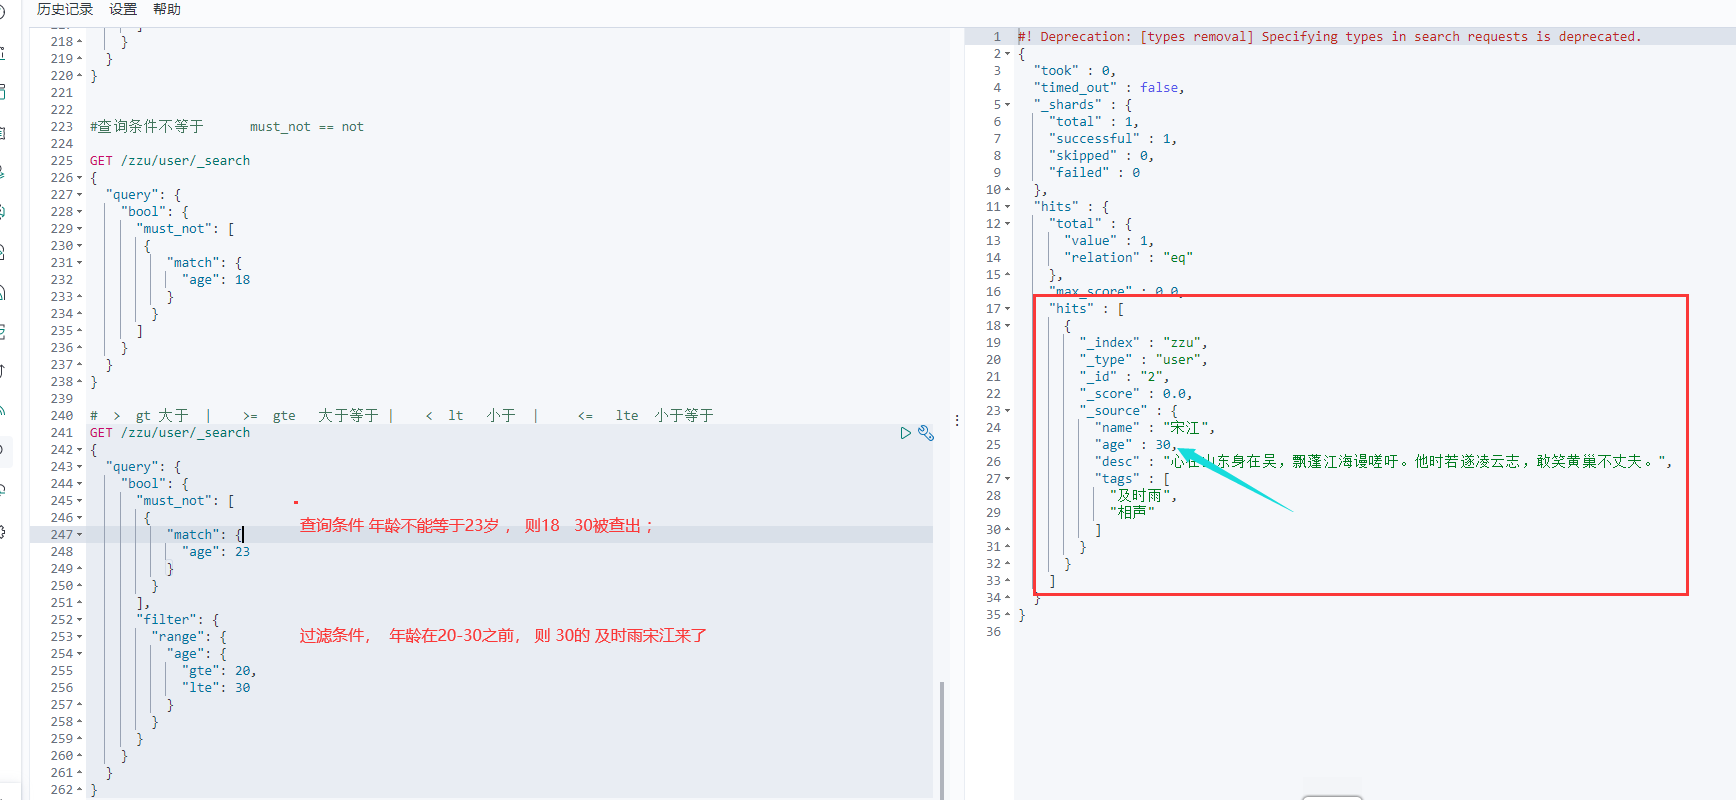 历史记录 设置 帮助
218 }
219 }
220 }
221
222
223 #查询条件不等于 must_not == not
224
225 GET /zzu/user/_search
226 {
227 "query": {
228 "bool": {
229 "must_not": [
230 {
231 "match": {
232 "age": 18
233 }
234 }
235 ]
236 }
237 }
238 }
239
240 # > gt 大于 | >= gte 大于等于 | < lt 小于 | <= lte 小于等于
241 GET /zzu/user/_search
242 {
243 "query": {
244 "bool": {
245 "must_not": [
246 {
247 "match": {
248 "age": 23
249 }
250 }
251 ],
252 "filter": {
253 "range": {
254 "age": {
255 "gte": 20,
256 "lte": 30
257 }
258 }
259 }
260 }
261 }
262 }
查询条件 年龄不能等于23岁 ， 则18 30被查出；
过滤条件， 年龄在20-30之前， 则 30的 及时雨宋江来了
1 #! Deprecation: [types removal] Specifying types in search requests is deprecated.
2 {
3 "took" : 0,
4 "timed_out" : false,
5 "_shards" : {
6 "total" : 1,
7 "successful" : 1,
8 "skipped" : 0,
9 "failed" : 0
10 },
11 "hits" : {
12 "total" : {
13 "value" : 1,
14 "relation" : "eq"
15 },
16 "max_score" : 0.0,
17 "hits" : [
18 {
19 "_index" : "zzu",
20 "_type" : "user",
21 "_id" : "2",
22 "_score" : 0.0,
23 "_source" : {
24 "name" : "宋江",
25 "age" : 30,
26 "desc" : "心在山东身在吴，飘蓬江海谩嗟吁。他时若遂凌云志，敢笑黄巢不丈夫。",
27 "tags" : [
28 "及时雨",
29 "相声"
30 ]
31 }
32 }
33 ]
34 }
35 }
36